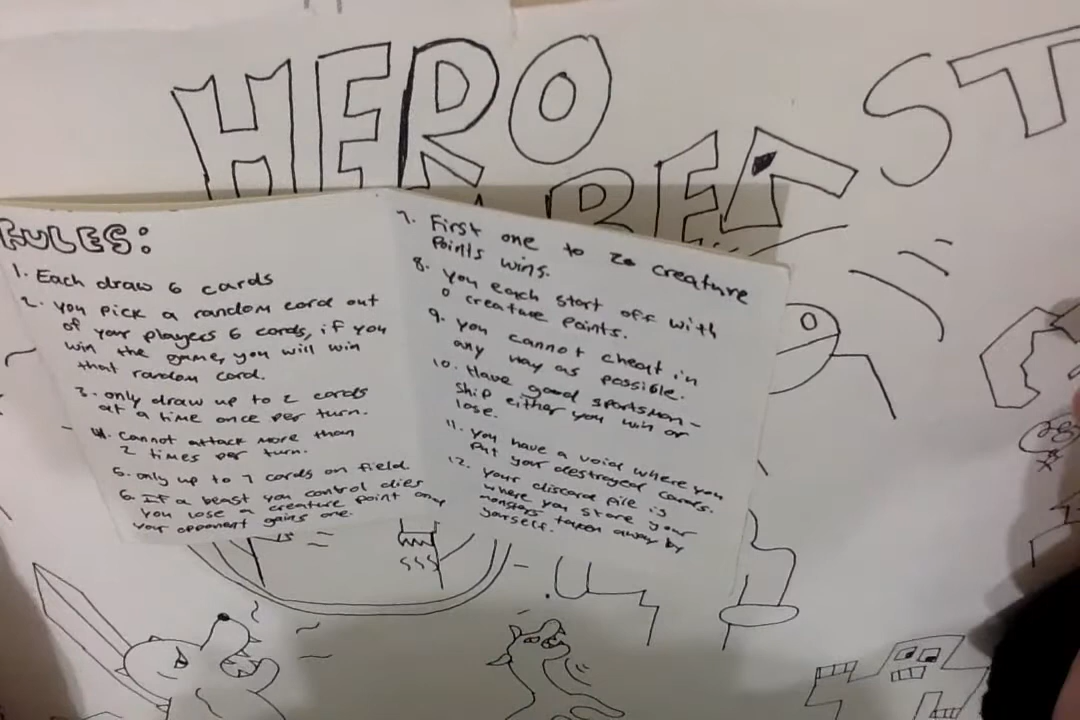 HERO
BEAST
RULES:
1. Each draw 6 cards
2. you pick a random card out
of your players 6 cards, if you
win the game, you will win
that random card.
3. only draw up to 2 cards
at a time once per turn.
4. Cannot attack more than
2 times per turn.
5. only up to 7 cards on field
6. If a beast you control dies
you lose a creature point and
your opponent gains one.
7. First one to 20 creature
Points wins.
8. you each start off with
0 creature points.
9. you cannot cheat in
any way as possible.
10. Have good sportsman-
ship either you win or
lose.
11. you have a void where you
put your destroyed cards.
12. your discard pile is
where you store your
monsters taken away by
yourself.